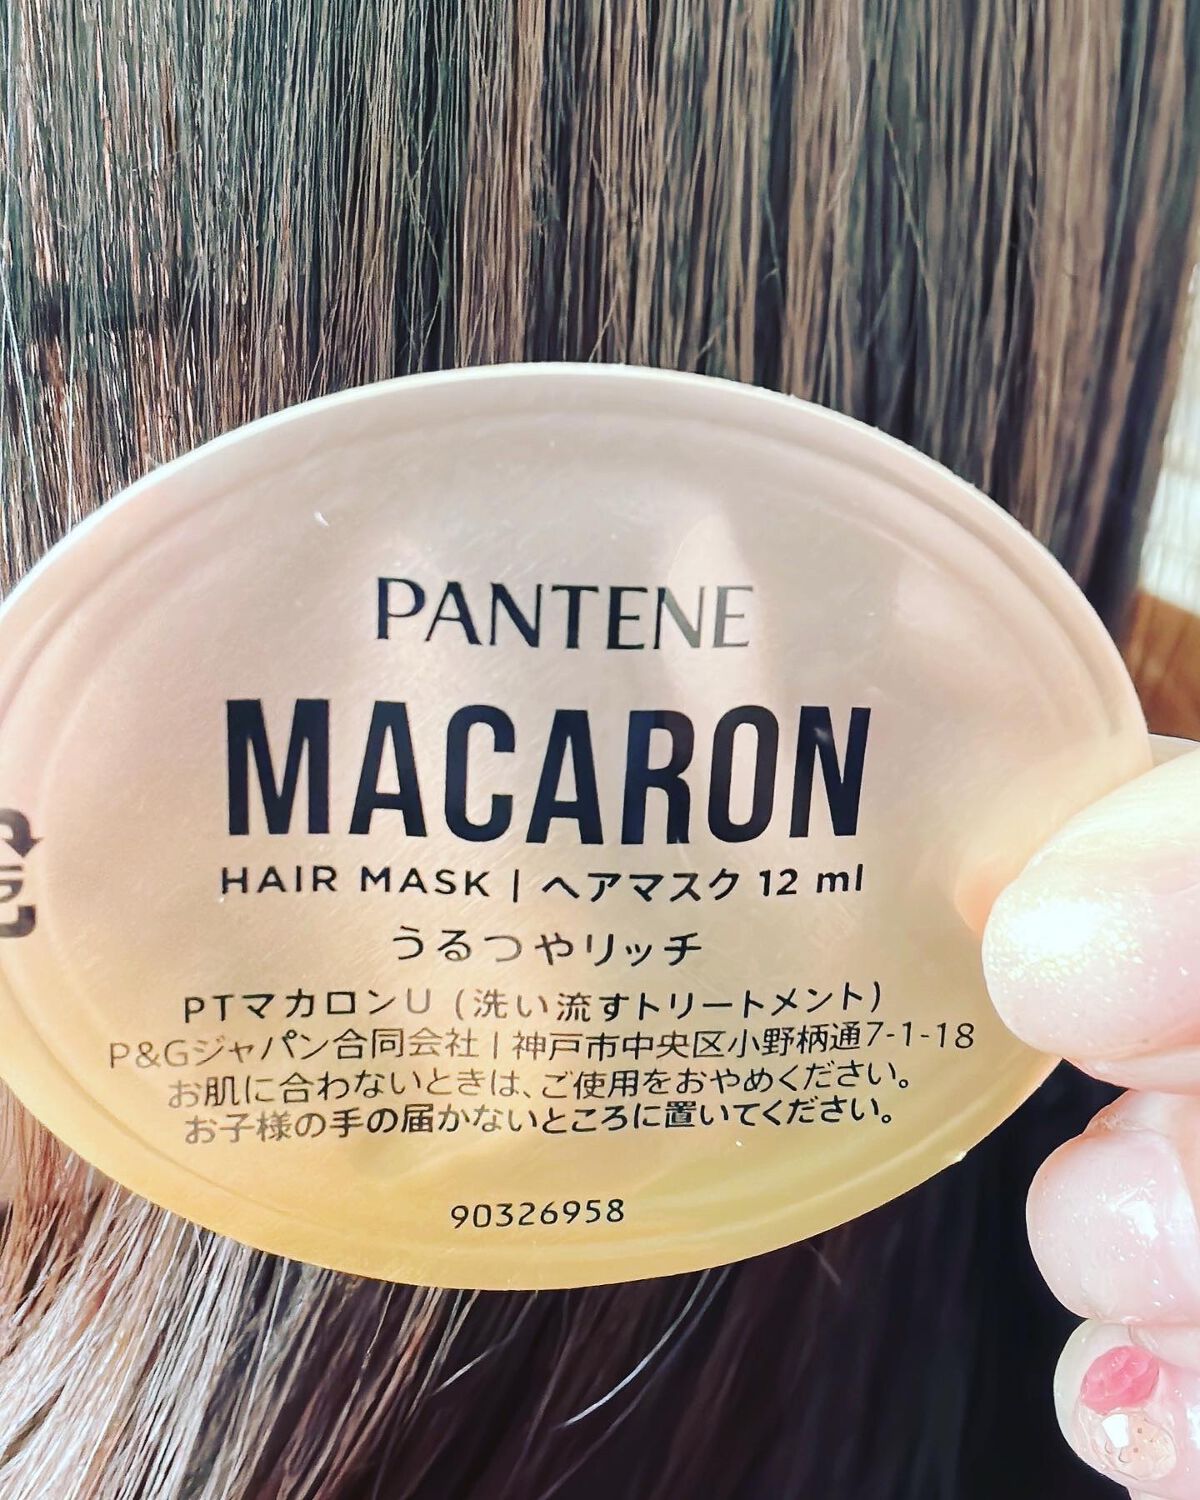 PANTENE
MACARON
HAIR MASK | ヘアマスク 12 ml
うるつやリッチ
PTマカロンU (洗い流すトリートメント)
P&Gジャパン合同会社 | 神戸市中央区小野柄通7-1-18
お肌に合わないときは、ご使用をおやめください。
お子様の手の届かないところに置いてください。
90326958